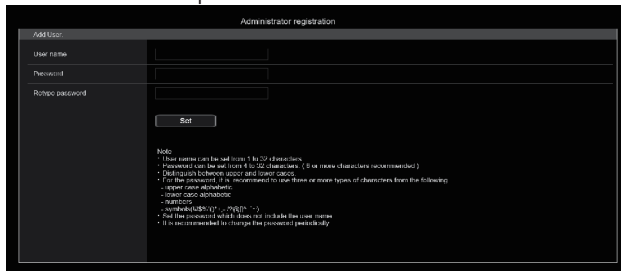 Administrator registration
Add User.
User name
Password
Retype password
Set
Note
・User name can be set from 1 to 32 characters
・Password can be set from 4 to 32 characters. ( 8 or more characters recommended )
・Distinguish between upper and lower cases.
・For the password, it is recommend to use three or more types of characters from the following
- upper case alphabetic
- lower case alphabetic
- numbers
- symbols
・Set the password which does not include the user name
・It is recommended to change the password periodically